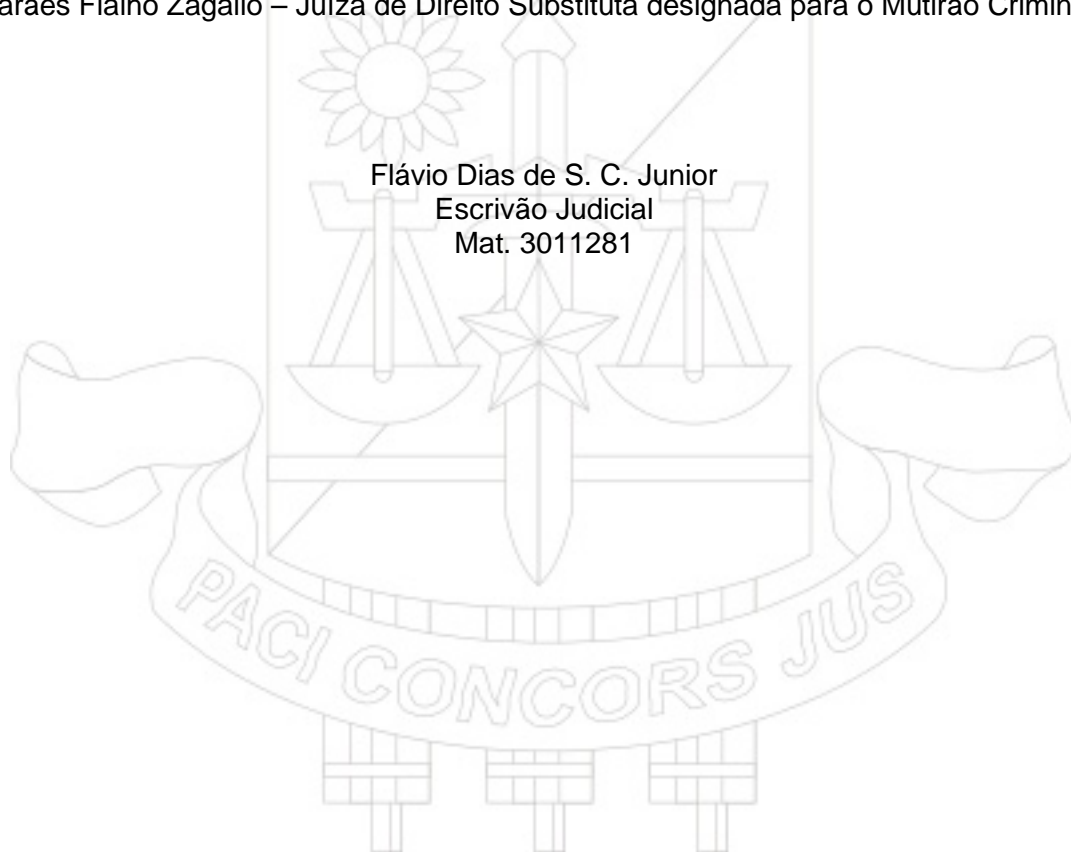 araes Fialho Zagallo – Juíza de Direito Substituta designada para o Mutirão Crimin
Flávio Dias de S. C. Junior
Escrivão Judicial
Mat. 3011281
PACI CONCORS JUS